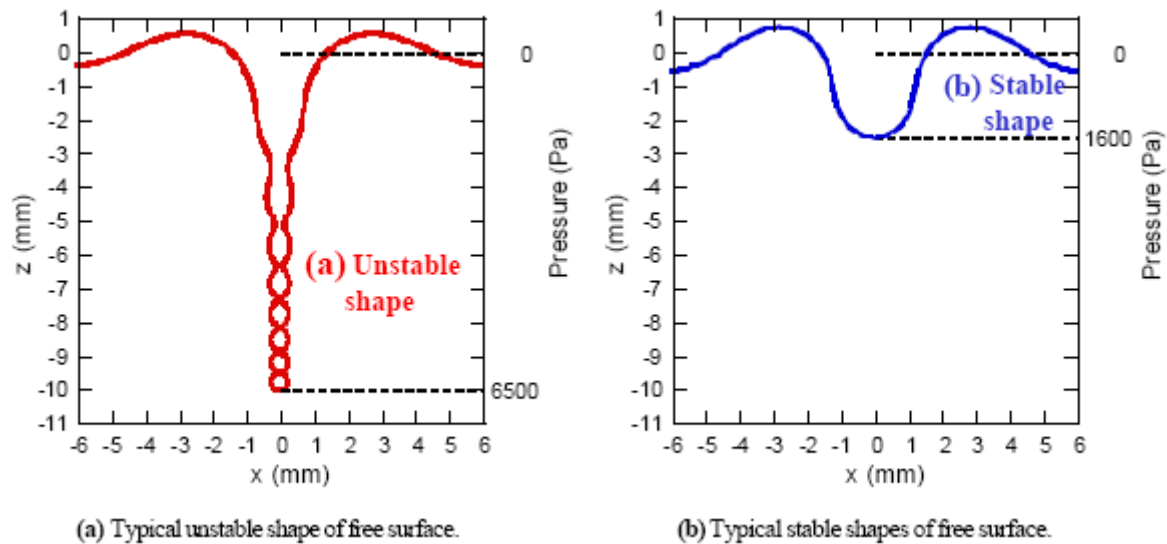 1
0
-1
-2
-3
-4
-5
-6
-7
-8
-9
-10
-11
z (mm)
-6 -5 -4 -3 -2 -1 0 1 2 3 4 5 6
x (mm)
0
6500
Pressure (Pa)
(a) Unstable
shape
1
0
-1
-2
-3
-4
-5
-6
-7
-8
-9
-10
-11
z (mm)
-6 -5 -4 -3 -2 -1 0 1 2 3 4 5 6
x (mm)
0
1600
Pressure (Pa)
(b) Stable
shape
(a) Typical unstable shape of free surface.
(b) Typical stable shapes of free surface.